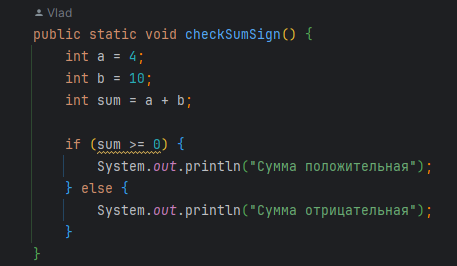 Vlad
public static void checkSumSign() {
    int a = 4;
    int b = 10;
    int sum = a + b;

    if (sum >= 0) {
        System.out.println("Сумма положительная");
    } else {
        System.out.println("Сумма отрицательная");
    }
}